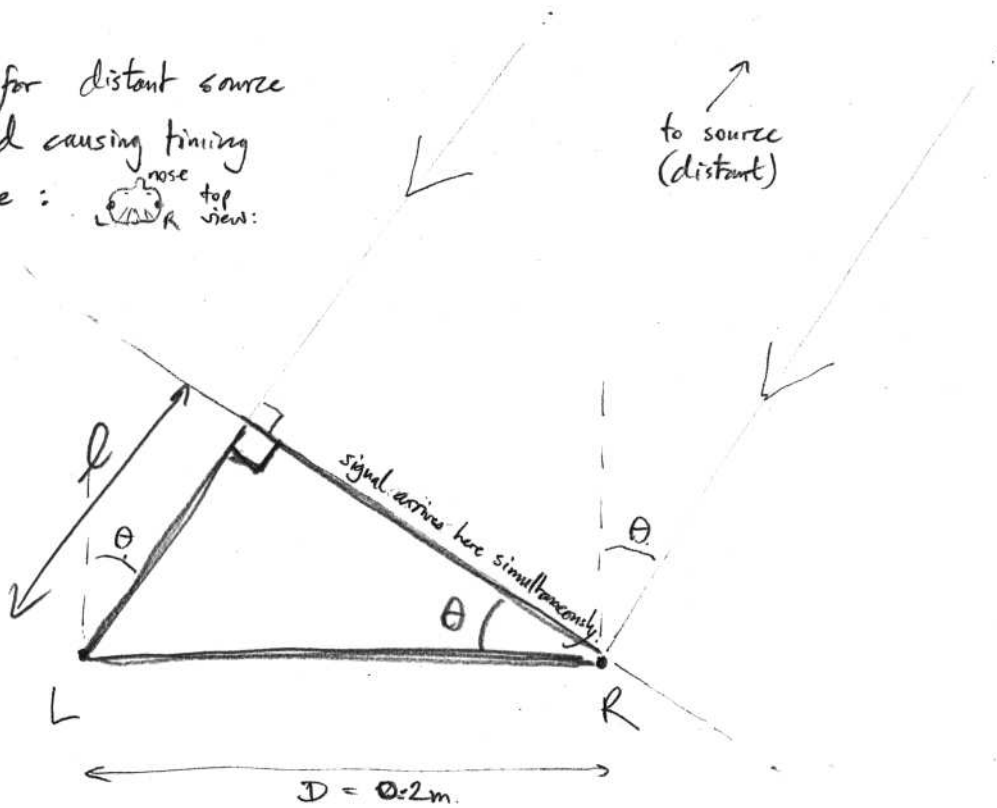 for distant source
d causing timing
e :
nose
L
R
top
view:
to source
(distant)
l
θ
θ
signal arrives here simultaneously.
θ
L
R
D = 0.2m.